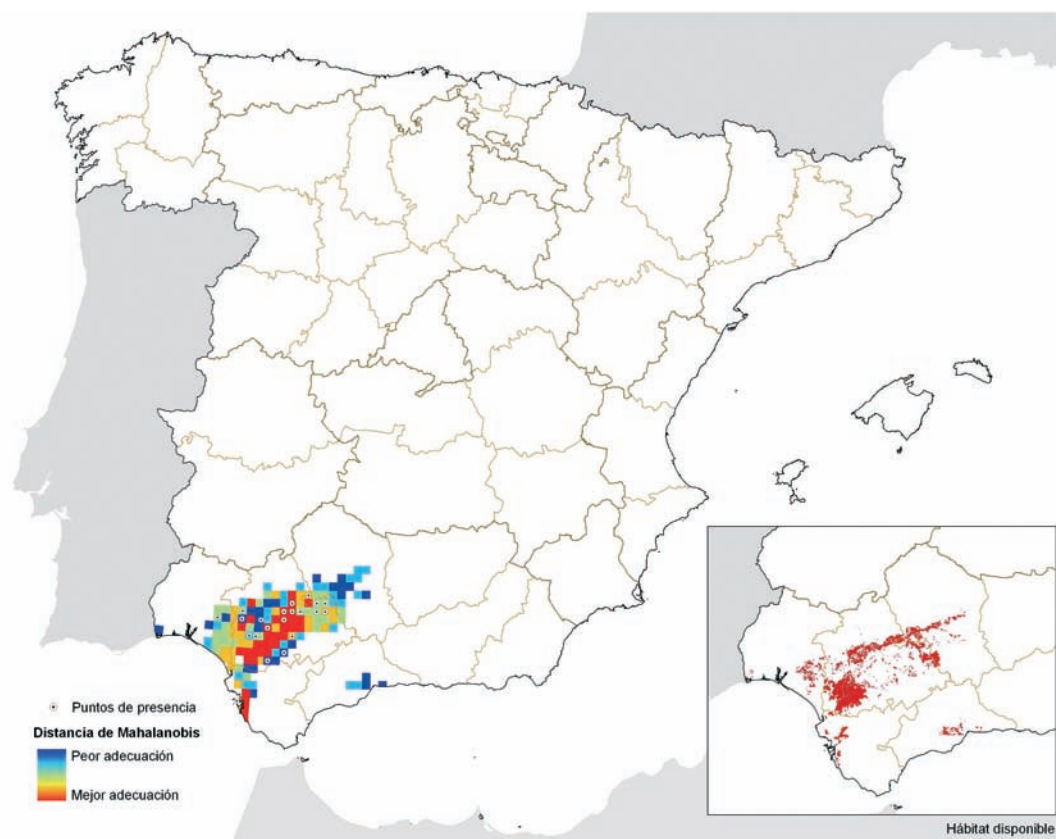 Puntos de presencia
Distancia de Mahalanobis
Peor adecuación
Mejor adecuación
Hábitat disponible